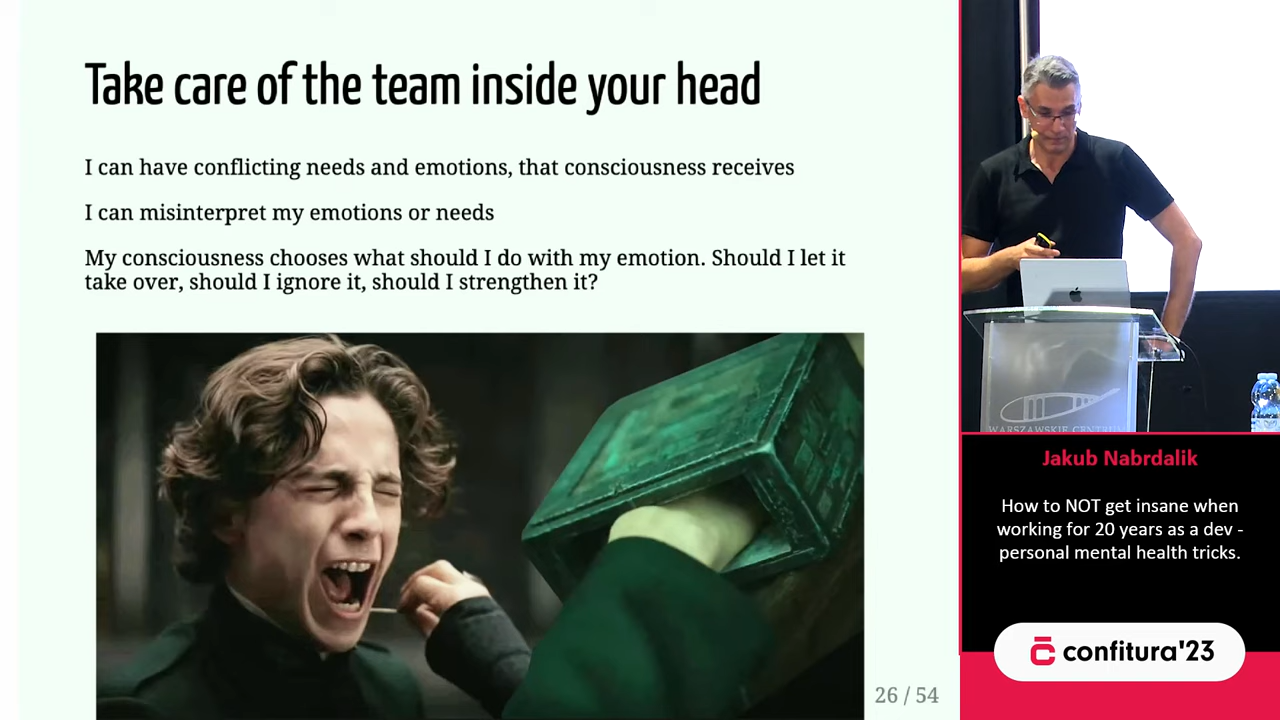 Take care of the team inside your head
I can have conflicting needs and emotions, that consciousness receives
I can misinterpret my emotions or needs
My consciousness chooses what should I do with my emotion. Should I let it
take over, should I ignore it, should I strengthen it?
26 / 54
WARSZAWSKIE CENTRUM
Jakub Nabrdalik
How to NOT get insane when
working for 20 years as a dev -
personal mental health tricks.
confitura'23